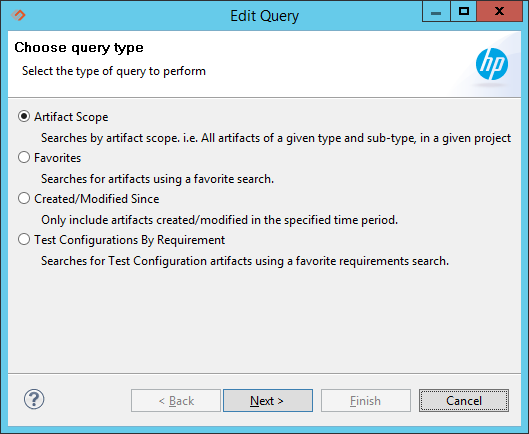 Edit Query
Choose query type
Select the type of query to perform
hp
Artifact Scope
Searches by artifact scope. i.e. All artifacts of a given type and sub-type, in a given project
Favorites
Searches for artifacts using a favorite search.
Created/Modified Since
Only include artifacts created/modified in the specified time period.
Test Configurations By Requirement
Searches for Test Configuration artifacts using a favorite requirements search.
? < Back Next > Finish Cancel